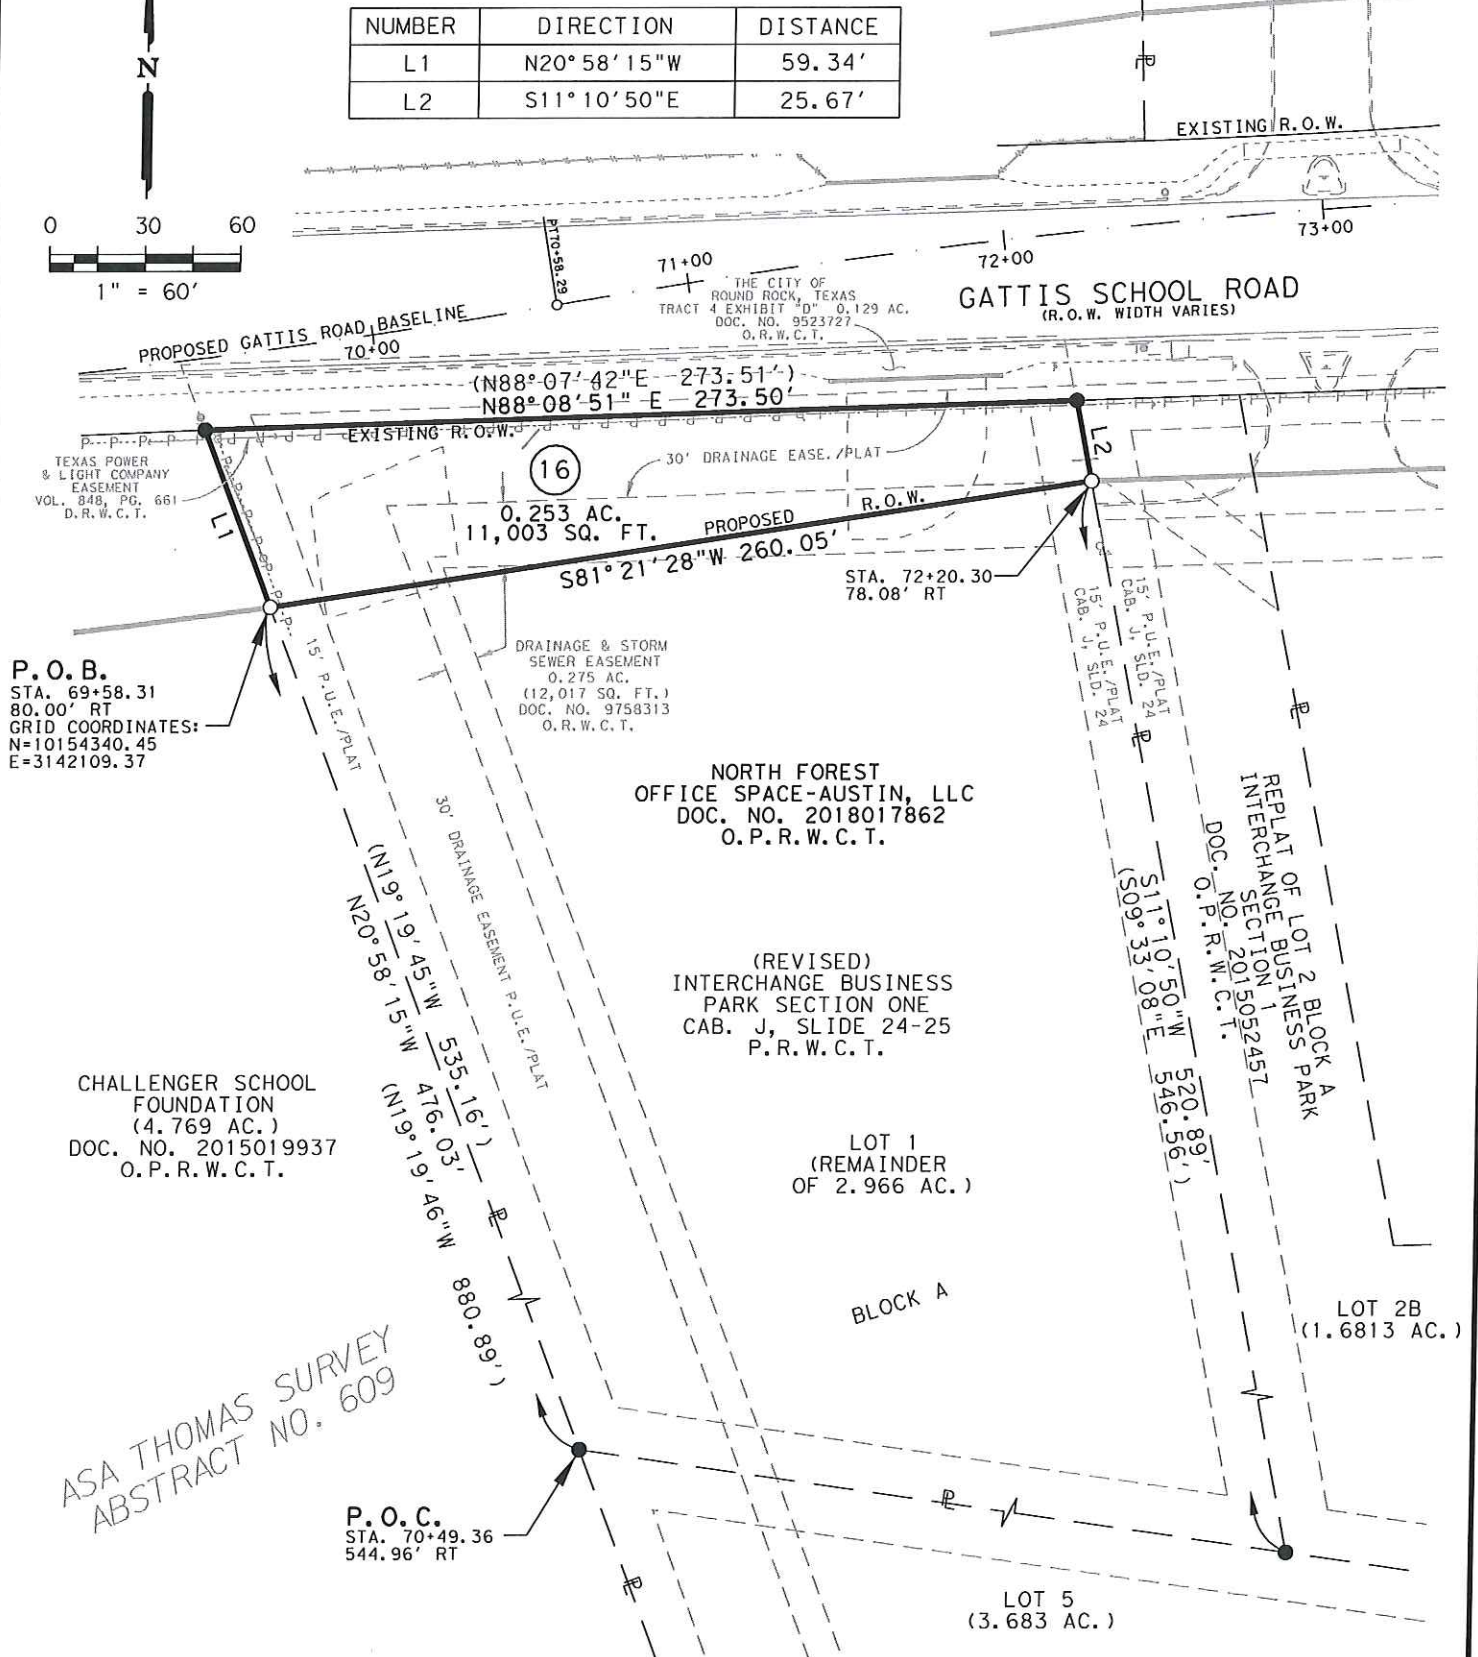 NUMBER DIRECTION DISTANCE
L1 N20°58'15"W 59.34'
L2 S11°10'50"E 25.67'
N
0 30 60
1" = 60'
EXISTING R.O.W.
PT70+58.29
71+00
72+00
73+00
THE CITY OF
ROUND ROCK, TEXAS
TRACT 4 EXHIBIT "D" 0.129 AC.
DOC. NO. 9523727
O.R.W.C.T.
GATTIS SCHOOL ROAD
(R.O.W. WIDTH VARIES)
PROPOSED GATTIS ROAD BASELINE
70+00
(N88°07'42"E 273.51')
N88°08'51" E 273.50'
EXISTING R.O.W.
P P P P
TEXAS POWER
& LIGHT COMPANY
EASEMENT
VOL. 848, PG. 661
D.R.W.C.T.
L1
L2
16
30' DRAINAGE EASE./PLAT
0.253 AC.
11,003 SQ. FT.
PROPOSED R.O.W.
S81°21'28"W 260.05'
STA. 72+20.30
78.08' RT
15' P.U.E./PLAT
CAB. J, SLD. 24
15' P.U.E./PLAT
CAB. J, SLD. 24
P.O.B.
STA. 69+58.31
80.00' RT
GRID COORDINATES:
N=10154340.45
E=3142109.37
15' P.U.E./PLAT
DRAINAGE & STORM
SEWER EASEMENT
0.275 AC.
(12,017 SQ. FT.)
DOC. NO. 9758313
O.R.W.C.T.
NORTH FOREST
OFFICE SPACE-AUSTIN, LLC
DOC. NO. 2018017862
O.P.R.W.C.T.
30' DRAINAGE EASEMENT P.U.E./PLAT
(N19°19'45"W 535.16')
N20°58'15"W 476.03'
(N19°19'46"W 880.89')
(REVISED)
INTERCHANGE BUSINESS
PARK SECTION ONE
CAB. J, SLIDE 24-25
P.R.W.C.T.
S11°10'50"W 520.89'
(S09°33'08"E 546.56')
REPLAT OF LOT 2 BLOCK A
INTERCHANGE BUSINESS PARK
SECTION 1
DOC. NO. 2015052457
O.P.R.W.C.T.
CHALLENGER SCHOOL
FOUNDATION
(4.769 AC.)
DOC. NO. 2015019937
O.P.R.W.C.T.
LOT 1
(REMAINDER
OF 2.966 AC.)
BLOCK A
LOT 2B
(1.6813 AC.)
ASA THOMAS SURVEY
ABSTRACT NO. 609
P.O.C.
STA. 70+49.36
544.96' RT
LOT 5
(3.683 AC.)